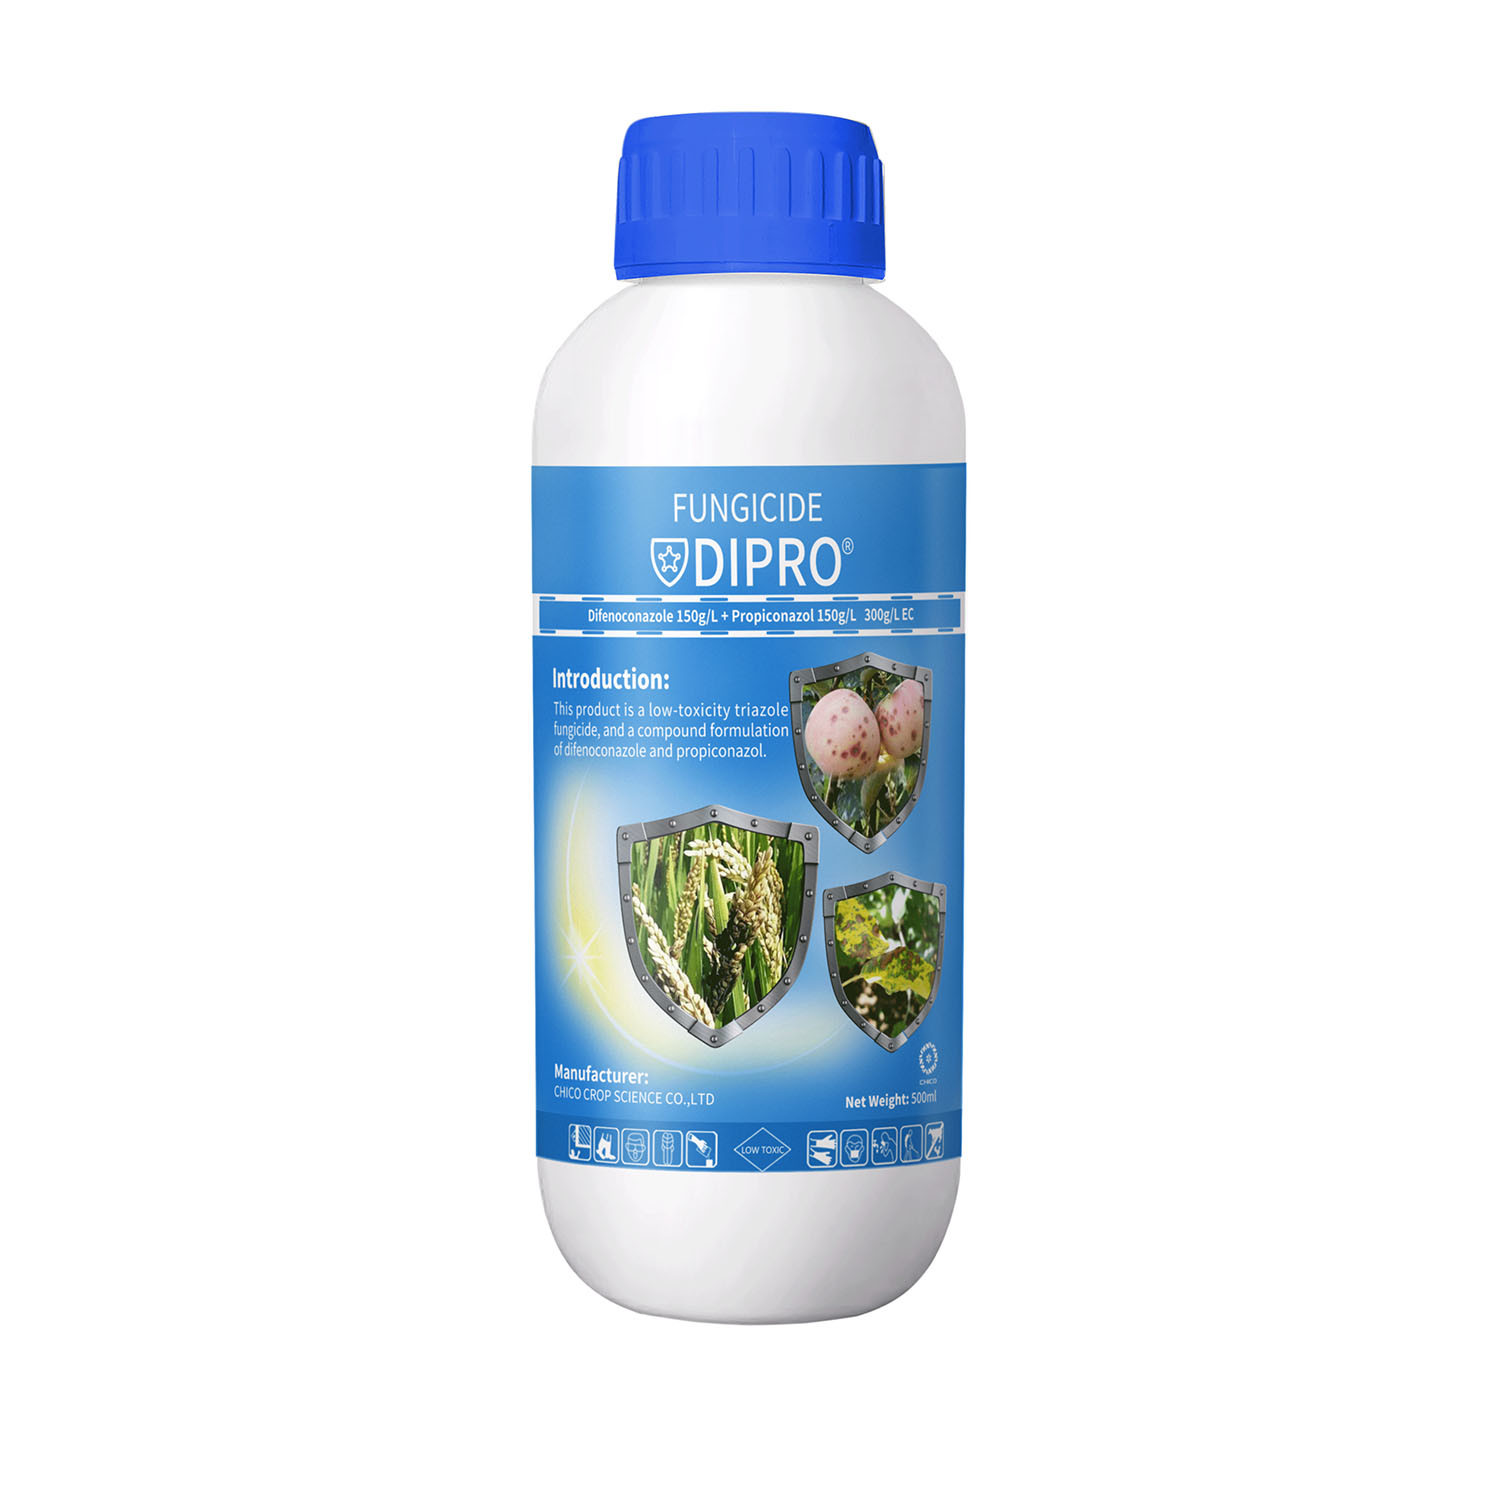 FUNGICIDE
DIPRO®
Difenoconazole 150g/L + Propiconazol 150g/L 300g/L EC
Introduction:
This product is a low-toxicity triazole
fungicide, and a compound formulation
of difenoconazole and propiconazol.
CHICO
Manufacturer:
CHICO CROP SCIENCE CO.,LTD
Net Weight: 500ml
LOW TOXIC